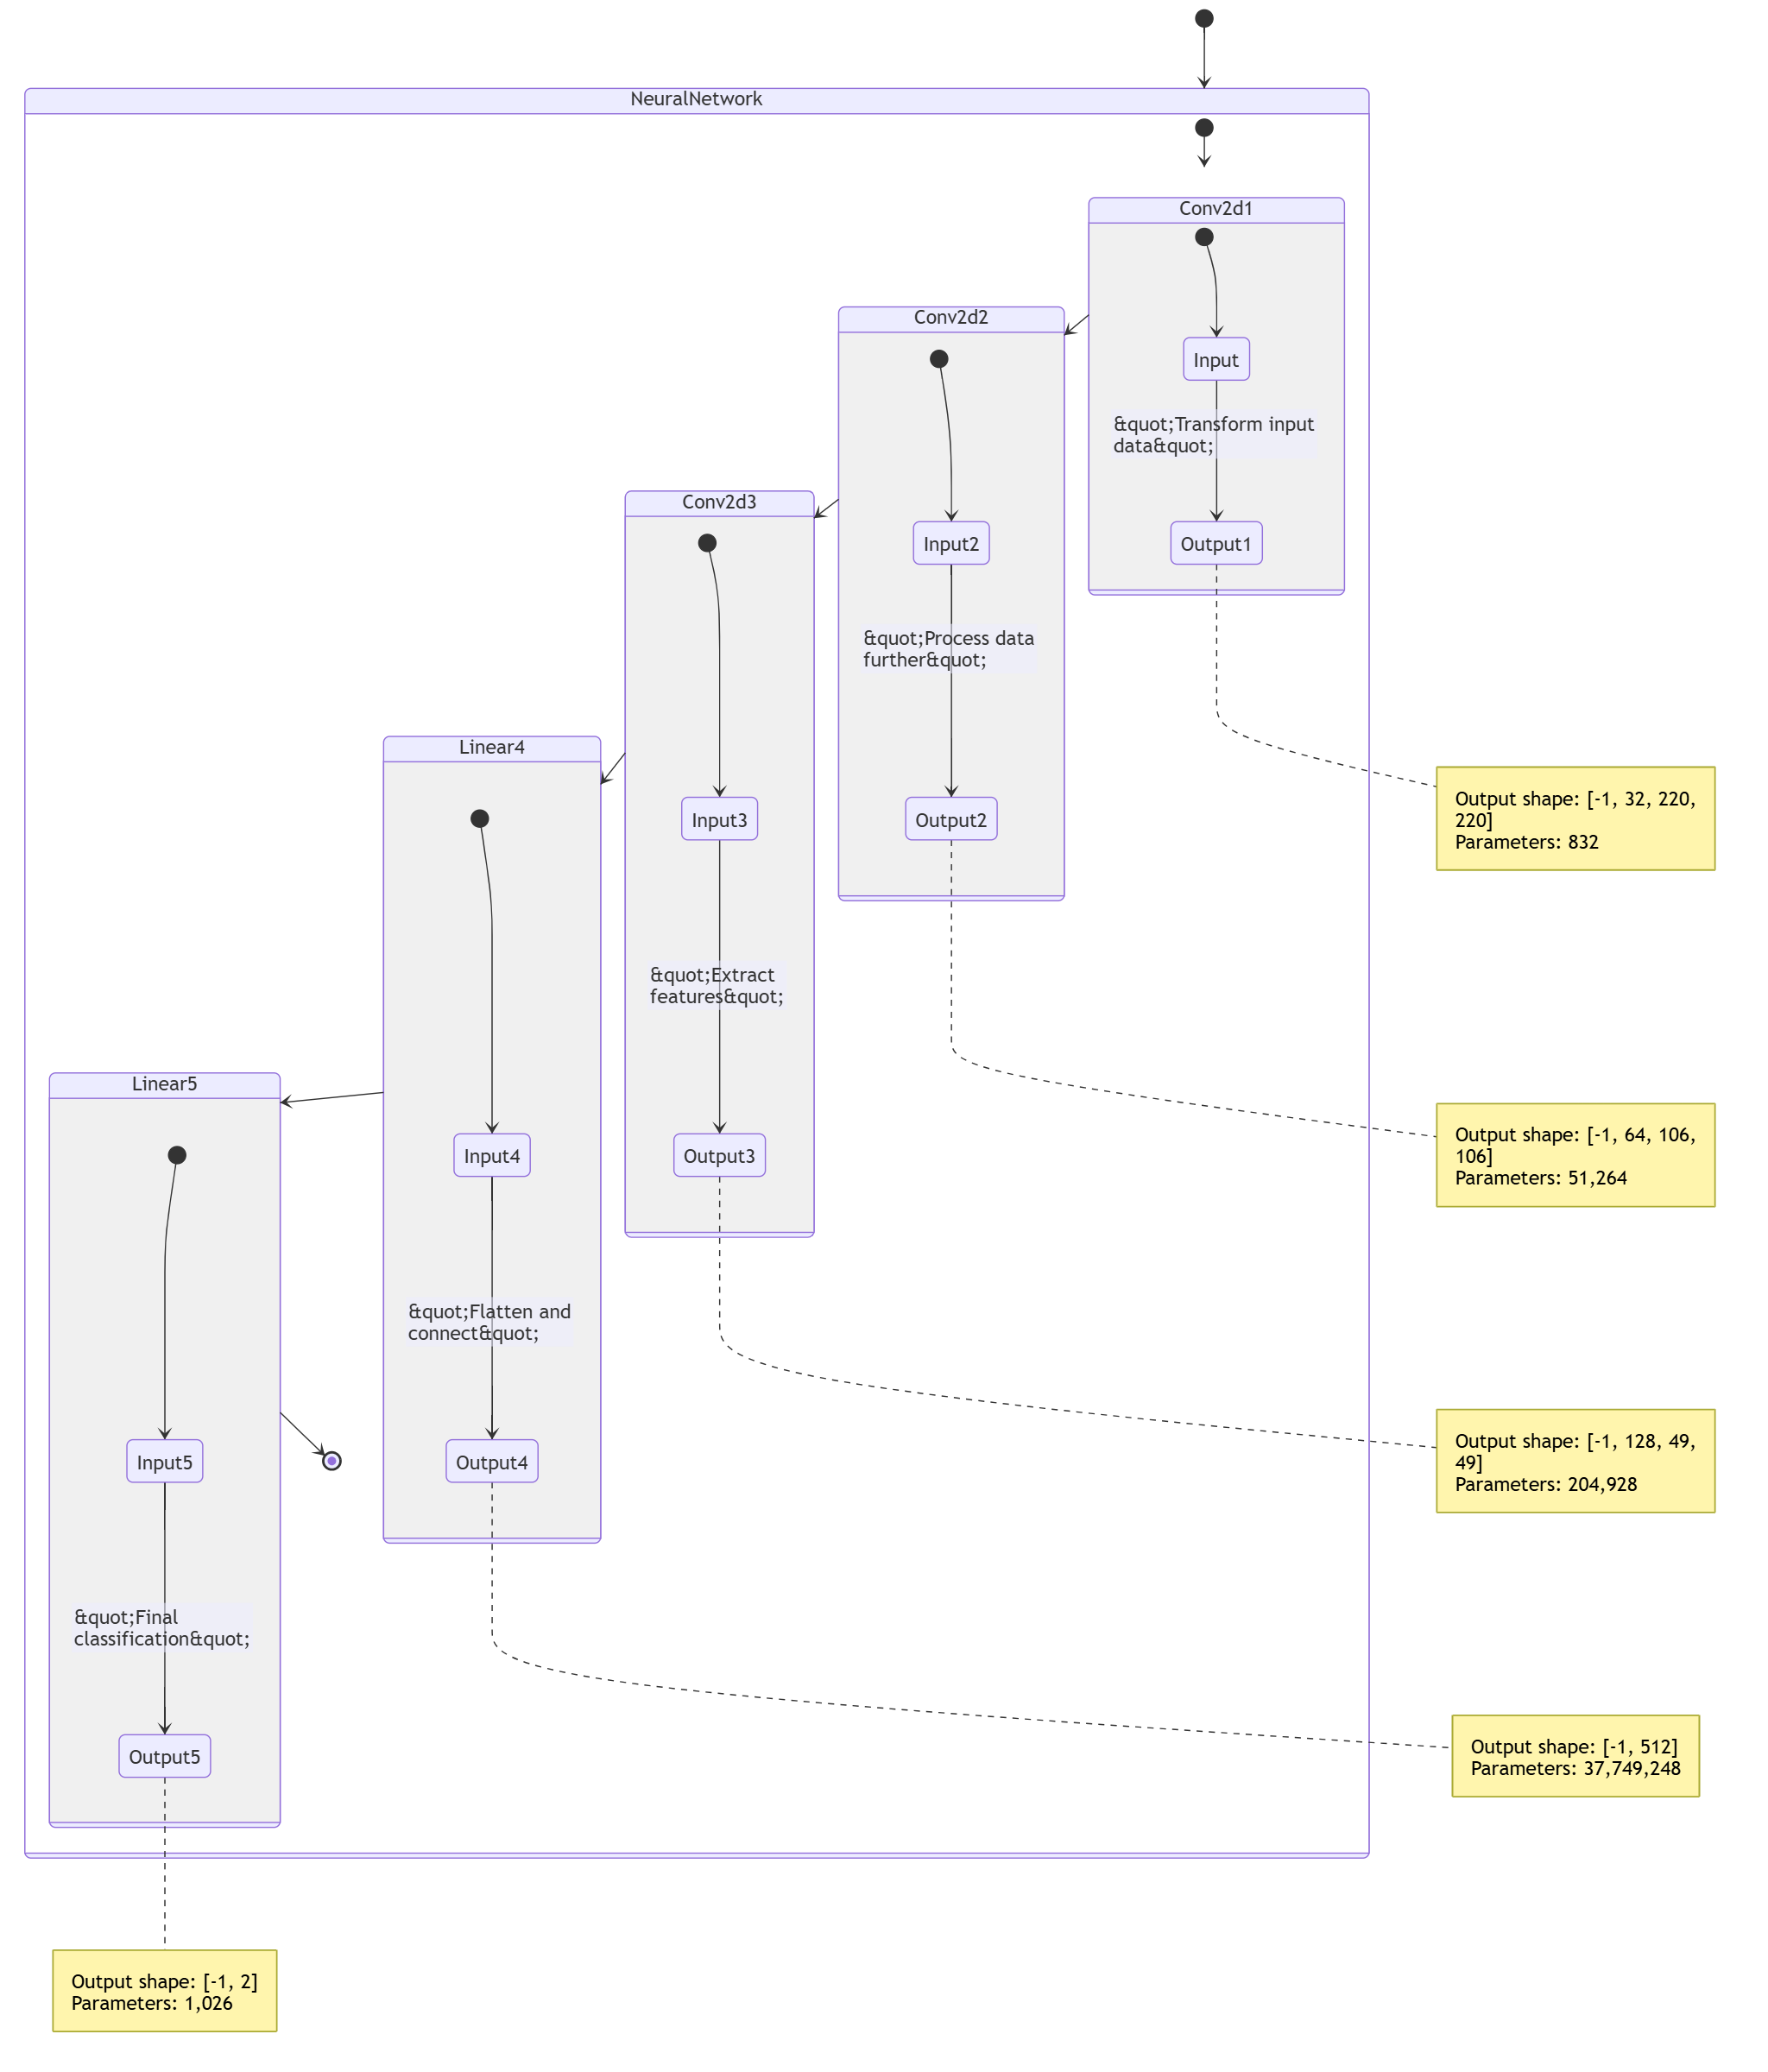 NeuralNetwork
Conv2d1
Conv2d2
Input
&quot;Transform input
data&quot;
Conv2d3
Input2
Output1
&quot;Process data
further&quot;
Linear4
Input3
Output2
Output shape: [-1, 32, 220,
220]
Parameters: 832
&quot;Extract
features&quot;
Linear5
Input4
Output3
Output shape: [-1, 64, 106,
106]
Parameters: 51,264
&quot;Flatten and
connect&quot;
Input5
Output4
Output shape: [-1, 128, 49,
49]
Parameters: 204,928
&quot;Final
classification&quot;
Output5
Output shape: [-1, 512]
Parameters: 37,749,248
Output shape: [-1, 2]
Parameters: 1,026